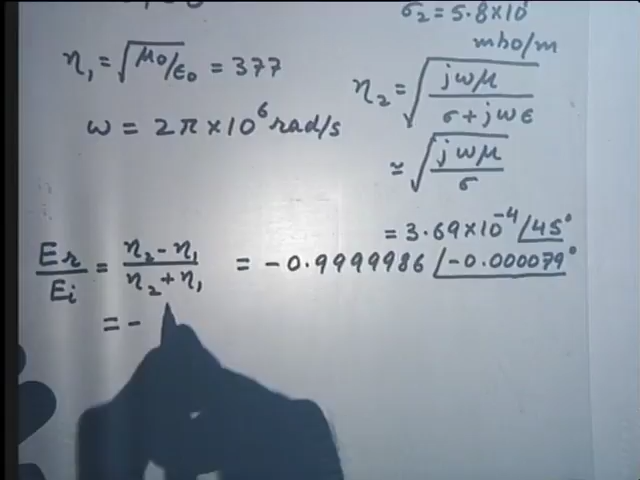 σ₂ = 5.8×10⁷
mho/m
η₁ = √(μ₀/ε₀) = 377
η₂ = √(jωμ / (σ + jωε))
ω = 2π×10⁶ rad/s
≃ √(jωμ / σ)
= 3.69×10⁻⁴ ∠45°
Er/Ei = (η₂ - η₁)/(η₂ + η₁) = -0.9999986 ∠-0.000079°
= -